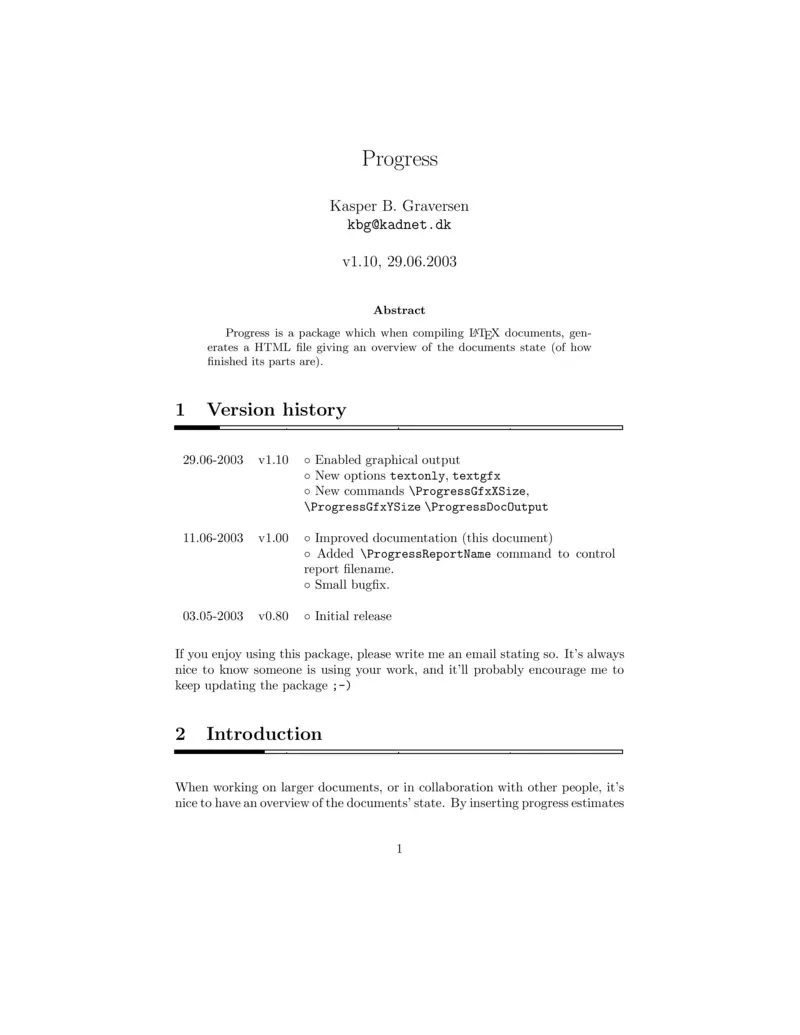 Progress
Kasper B. Graversen
kbg@kadnet.dk
v1.10, 29.06.2003
Abstract
Progress is a package which when compiling LATEX documents, gen-
erates a HTML file giving an overview of the documents state (of how
finished its parts are).
1 Version history
29.06-2003 v1.10 ◦ Enabled graphical output
◦ New options textonly, textgfx
◦ New commands \ProgressGfxXSize,
\ProgressGfxYSize \ProgressDocOutput
11.06-2003 v1.00 ◦ Improved documentation (this document)
◦ Added \ProgressReportName command to control
report filename.
◦ Small bugfix.
03.05-2003 v0.80 ◦ Initial release
If you enjoy using this package, please write me an email stating so. It's always
nice to know someone is using your work, and it'll probably encourage me to
keep updating the package ;-)
2 Introduction
When working on larger documents, or in collaboration with other people, it's
nice to have an overview of the documents' state. By inserting progress estimates
1